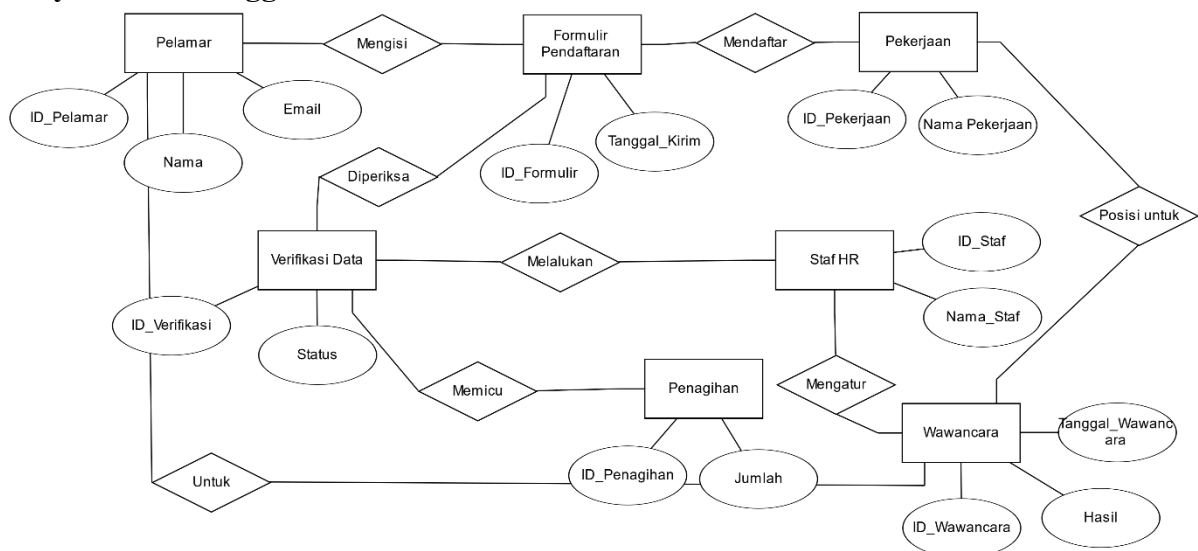 Pelamar
Mengisi
Formulir
Pendaftaran
Mendaftar
Pekerjaan
ID_Pelamar
Email
Nama
ID_Formulir
Tanggal_Kirim
ID_Pekerjaan
Nama Pekerjaan
Diperiksa
Posisi untuk
Verifikasi Data
Melalukan
Staf HR
ID_Staf
Nama_Staf
ID_Verifikasi
Status
Memicu
Penagihan
Mengatur
Wawancara
Tanggal_Wawanc
ara
Untuk
ID_Penagihan
Jumlah
ID_Wawancara
Hasil